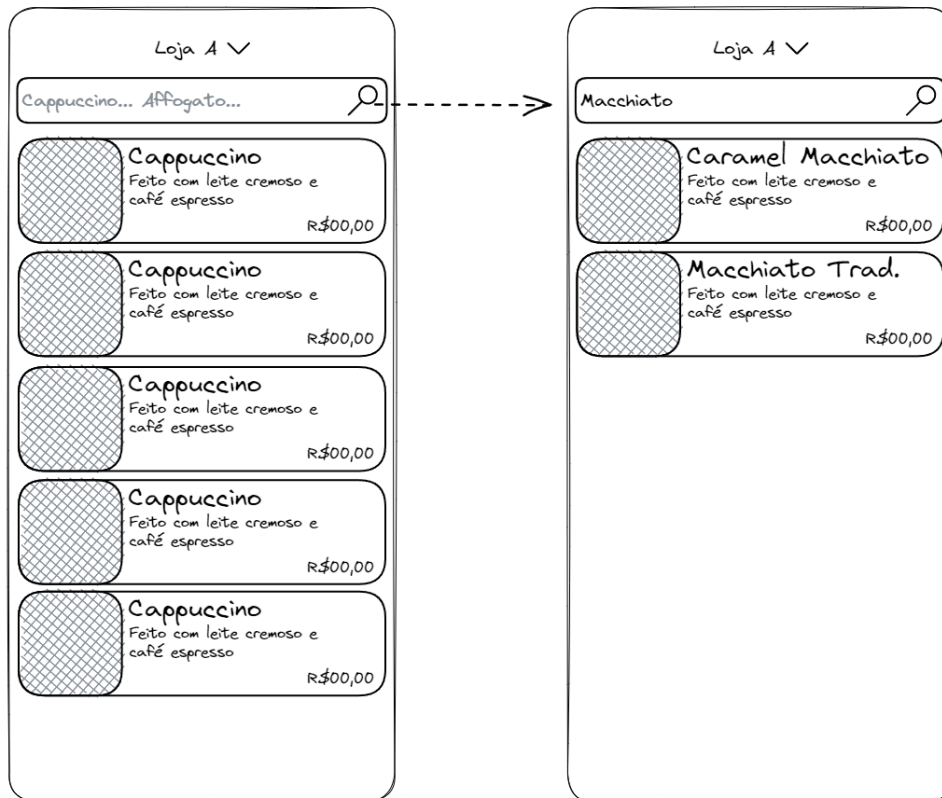 Loja A
Cappuccino... Affogato...
Cappuccino
Feito com leite cremoso e
café espresso
R$00,00
Cappuccino
Feito com leite cremoso e
café espresso
R$00,00
Cappuccino
Feito com leite cremoso e
café espresso
R$00,00
Cappuccino
Feito com leite cremoso e
café espresso
R$00,00
Cappuccino
Feito com leite cremoso e
café espresso
R$00,00
Loja A
Macchiato
Caramel Macchiato
Feito com leite cremoso e
café espresso
R$00,00
Macchiato Trad.
Feito com leite cremoso e
café espresso
R$00,00